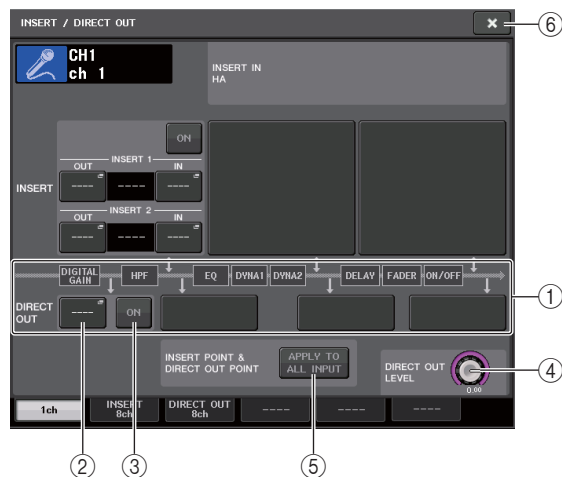 INSERT / DIRECT OUT
×
⑥
CH1
ch 1
INSERT IN
HA
ON
INSERT 1
OUT
IN
INSERT
----
----
----
INSERT 2
OUT
IN
----
----
----
DIGITAL GAIN
HPF
EQ
DYNA1
DYNA2
DELAY
FADER
ON/OFF
①
DIRECT OUT
----
ON
INSERT POINT &
DIRECT OUT POINT
APPLY TO
ALL INPUT
DIRECT OUT
LEVEL
0.00
④
1ch
INSERT
8ch
DIRECT OUT
8ch
----
----
----
②
③
⑤